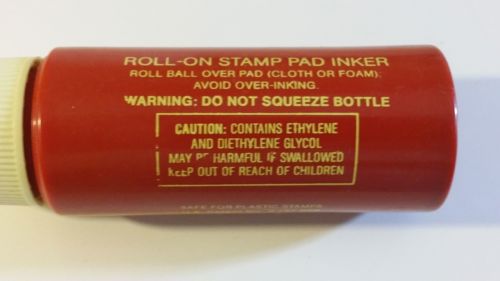 ROLL-ON STAMP PAD INKER
ROLL BALL OVER PAD (CLOTH OR FOAM);
AVOID OVER-INKING.
WARNING: DO NOT SQUEEZE BOTTLE
CAUTION: CONTAINS ETHYLENE
AND DIETHYLENE GLYCOL
MAY BE HARMFUL IF SWALLOWED
KEEP OUT OF REACH OF CHILDREN
SAFE FOR PLASTIC STAMPS